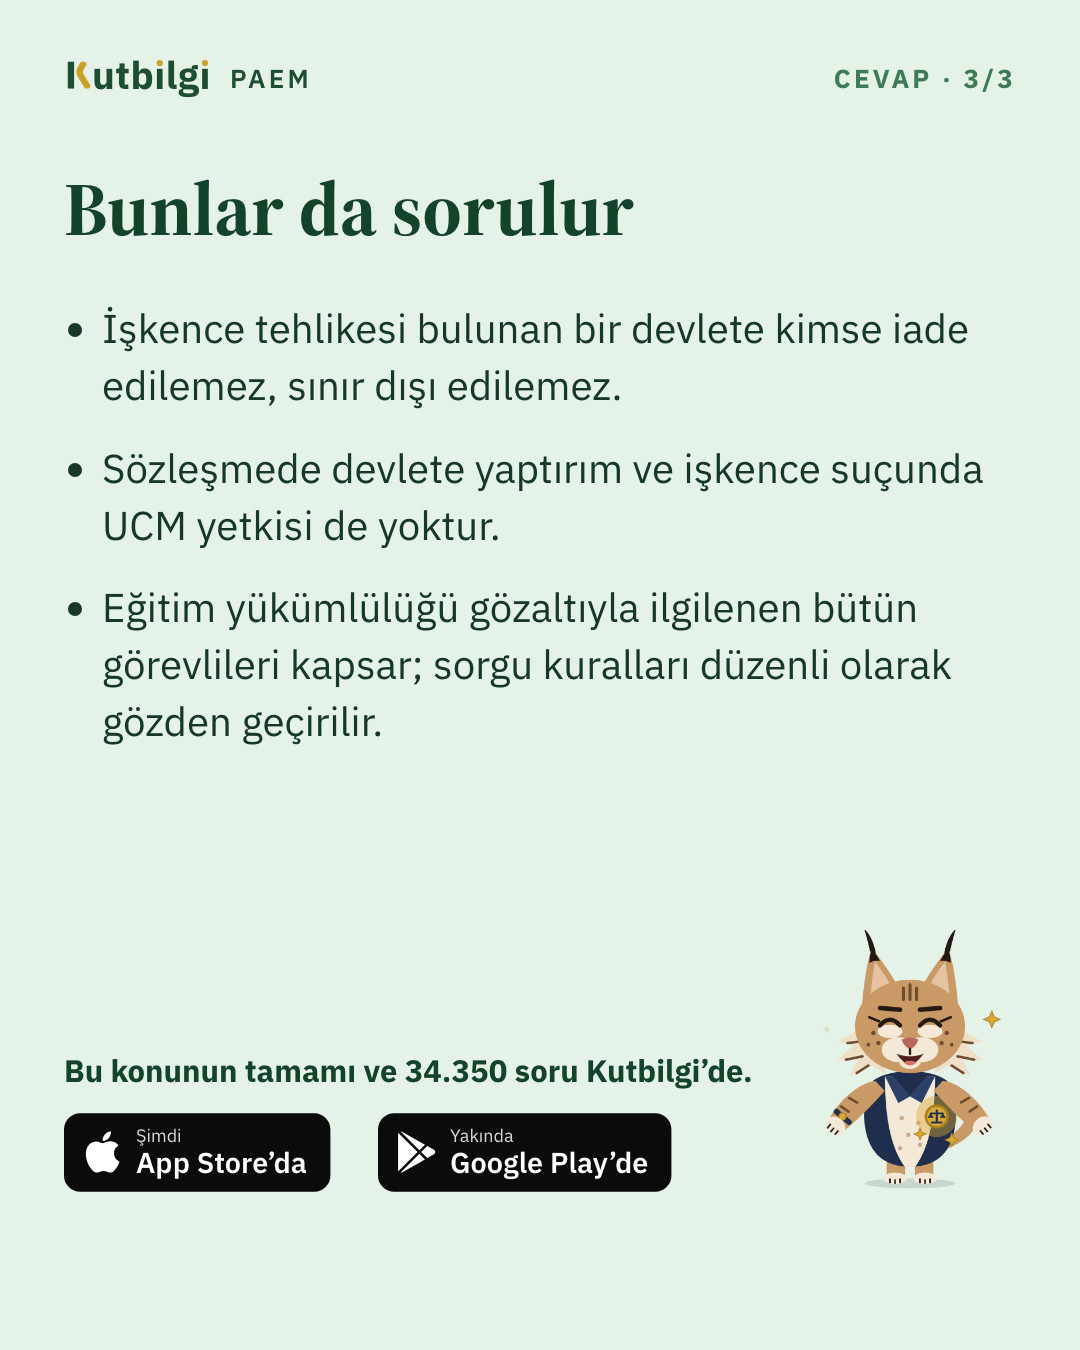 Kutbilgi PAEM
CEVAP · 3/3
Bunlar da sorulur
• İşkence tehlikesi bulunan bir devlete kimse iade
edilemez, sınır dışı edilemez.
• Sözleşmede devlete yaptırım ve işkence suçunda
UCM yetkisi de yoktur.
• Eğitim yükümlülüğü gözaltıyla ilgilenen bütün
görevlileri kapsar; sorgu kuralları düzenli olarak
gözden geçirilir.
Bu konunun tamamı ve 34.350 soru Kutbilgi’de.
Şimdi
App Store’da
Yakında
Google Play’de